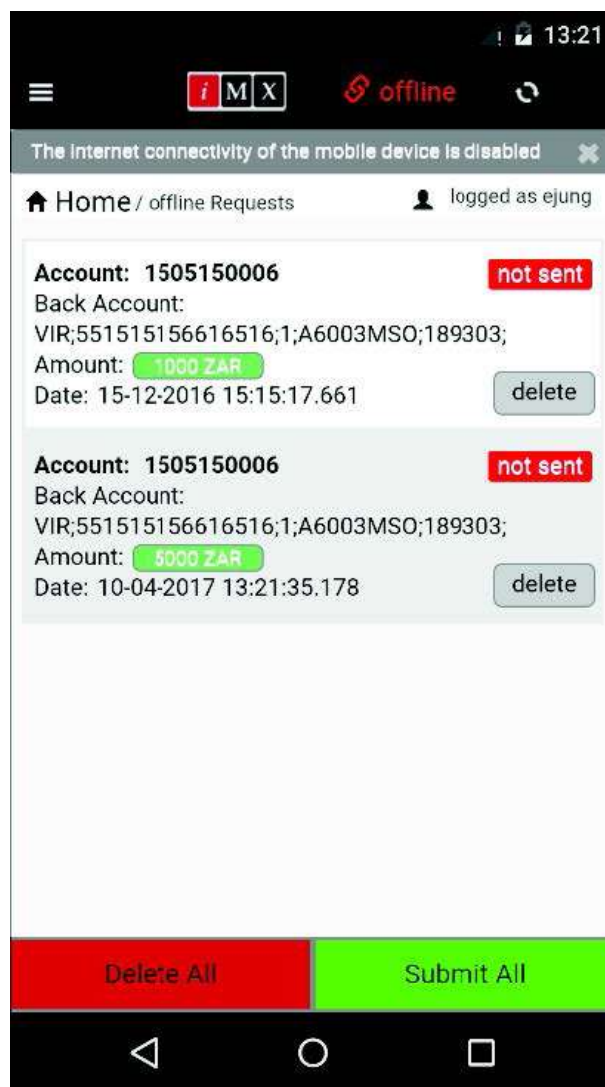 ! 13:21
iMX offline
The internet connectivity of the mobile device is disabled
Home / offline Requests logged as ejung
Account: 1505150006 not sent
Back Account:
VIR;551515156616516;1;A6003MSO;189303;
Amount: 1000 ZAR
Date: 15-12-2016 15:15:17.661 delete
Account: 1505150006 not sent
Back Account:
VIR;551515156616516;1;A6003MSO;189303;
Amount: 5000 ZAR
Date: 10-04-2017 13:21:35.178 delete
Delete All Submit All